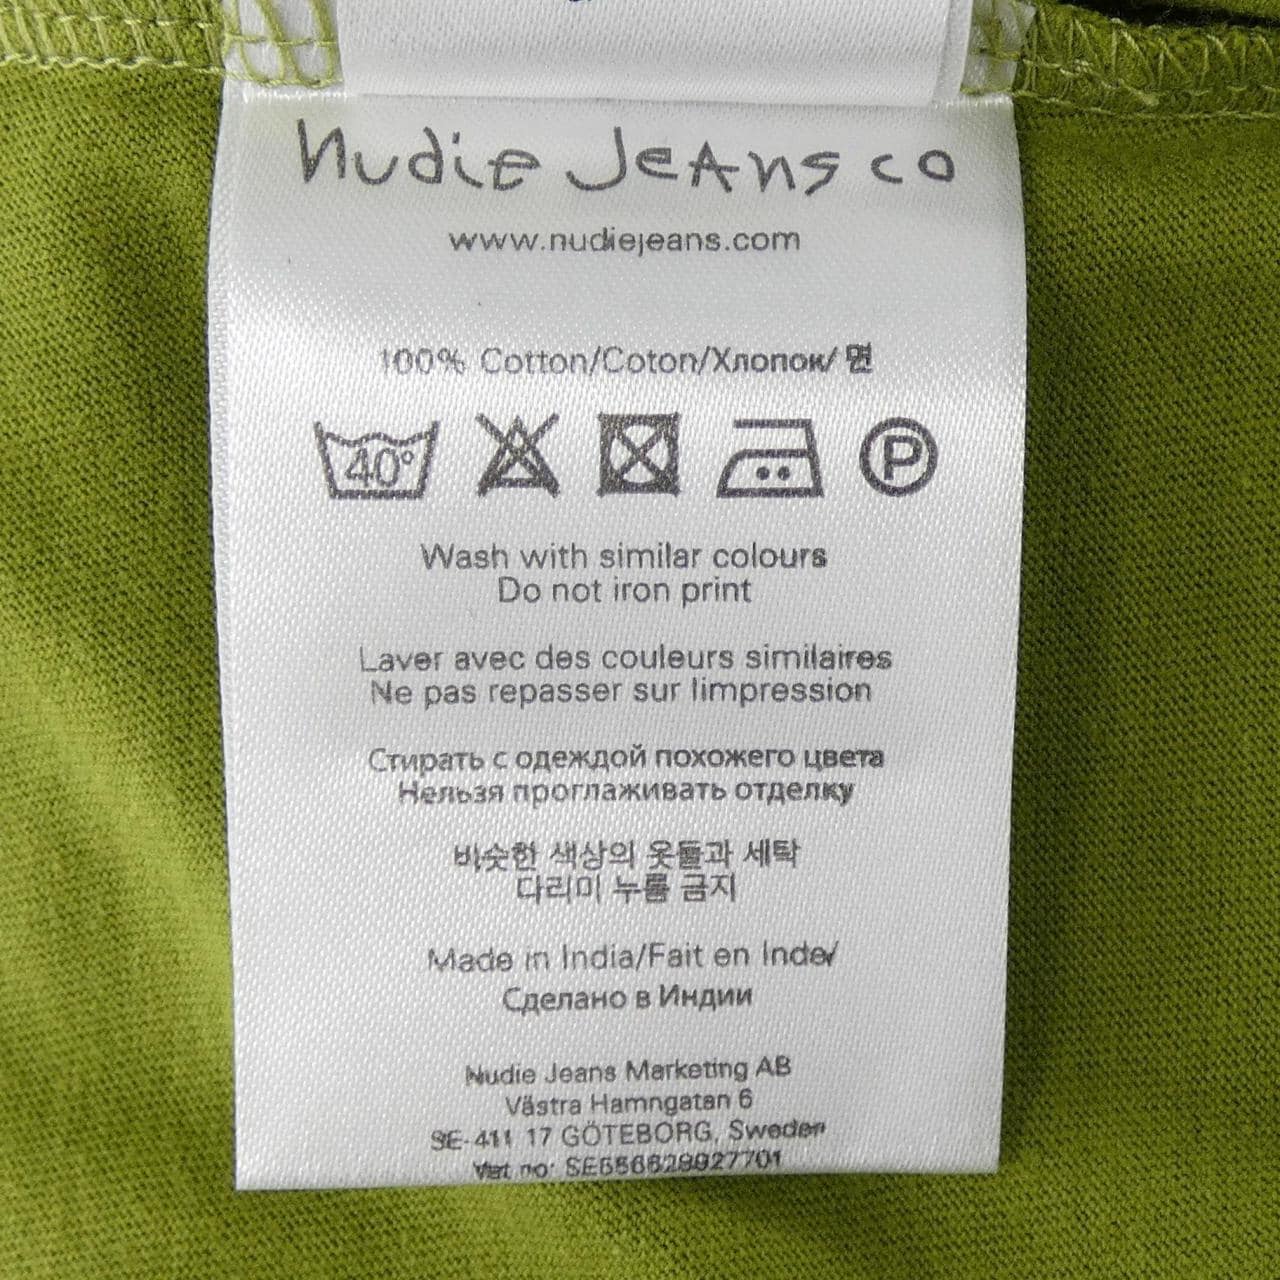 Nudie Jeans co
www.nudiejeans.com
100% Cotton/Coton/Хлопок/ 면
40°
P
Wash with similar colours
Do not iron print
Laver avec des couleurs similaires
Ne pas repasser sur limpression
Стирать с одеждой похожего цвета
Нельзя проглаживать отделку
비슷한 색상의 옷들과 세탁
다리미 누름 금지
Made in India/Fait en Inde/
Сделано в Индии
Nudie Jeans Marketing AB
Västra Hamngatan 6
SE-411 17 GÖTEBORG, Sweden
Vat no: SE556629927701